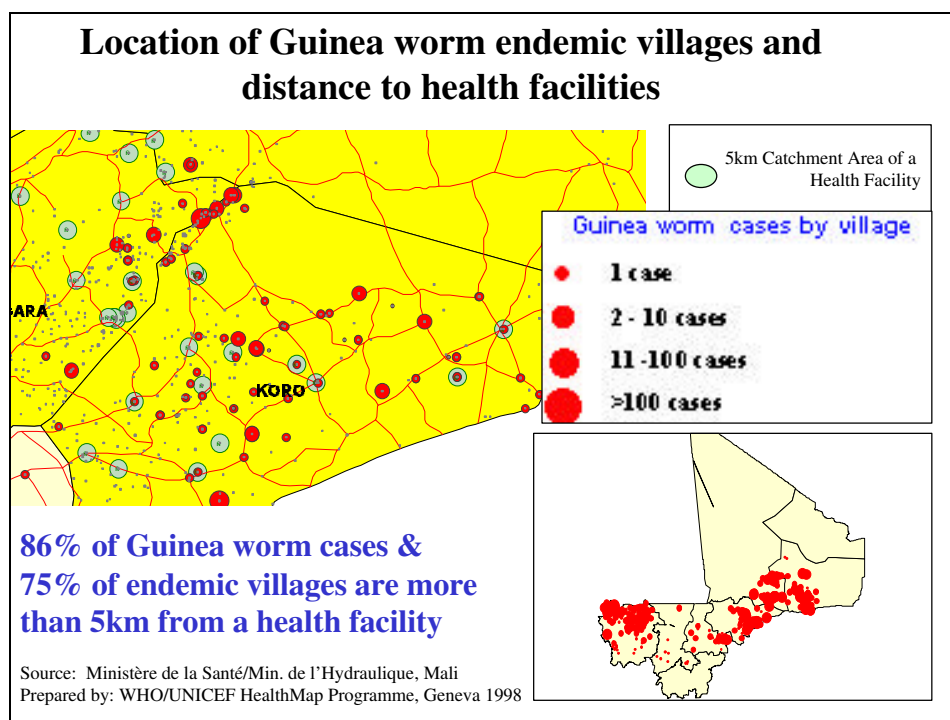 Location of Guinea worm endemic villages and
distance to health facilities
5km Catchment Area of a
Health Facility
Guinea worm cases by village
1 case
2 - 10 cases
11 -100 cases
>100 cases
GARA
KORO
86% of Guinea worm cases &
75% of endemic villages are more
than 5km from a health facility
Source: Ministère de la Santé/Min. de l'Hydraulique, Mali
Prepared by: WHO/UNICEF HealthMap Programme, Geneva 1998